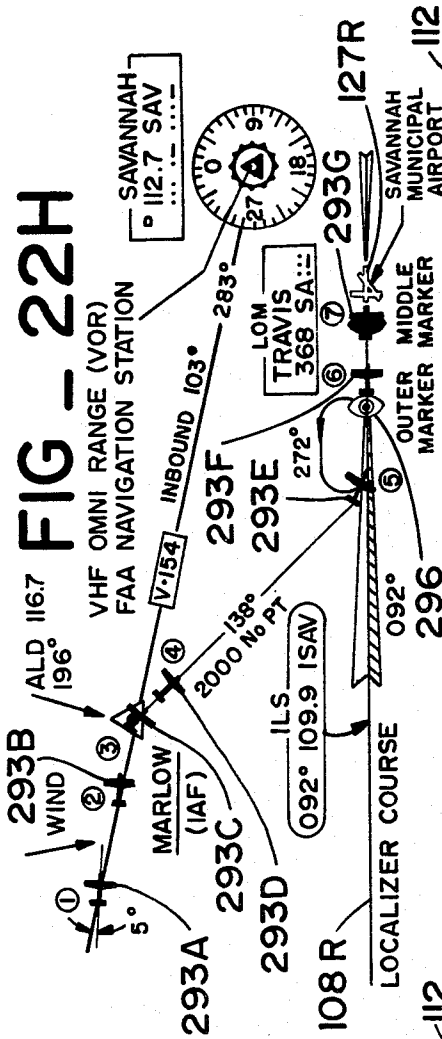 FIG_22H
ALD 116.7
196°
293B
WIND
VHF OMNI RANGE (VOR)
FAA NAVIGATION STATION
SAVANNAH
D 112.7 SAV
0
9
18
27
① ② ③
5°
V-154
INBOUND 103°
283°
293A
MARLOW
(IAF)
④
293C
293D
138°
2000 NO PT
293F
293E
LOM
TRAVIS
368 SA
272°
⑥ ⑦
293G
127R
ILS
092° 109.9 ISAV
⑤
092°
296
OUTER
MARKER
MIDDLE
MARKER
SAVANNAH
MUNICIPAL
AIRPORT
108R
LOCALIZER COURSE
112
112